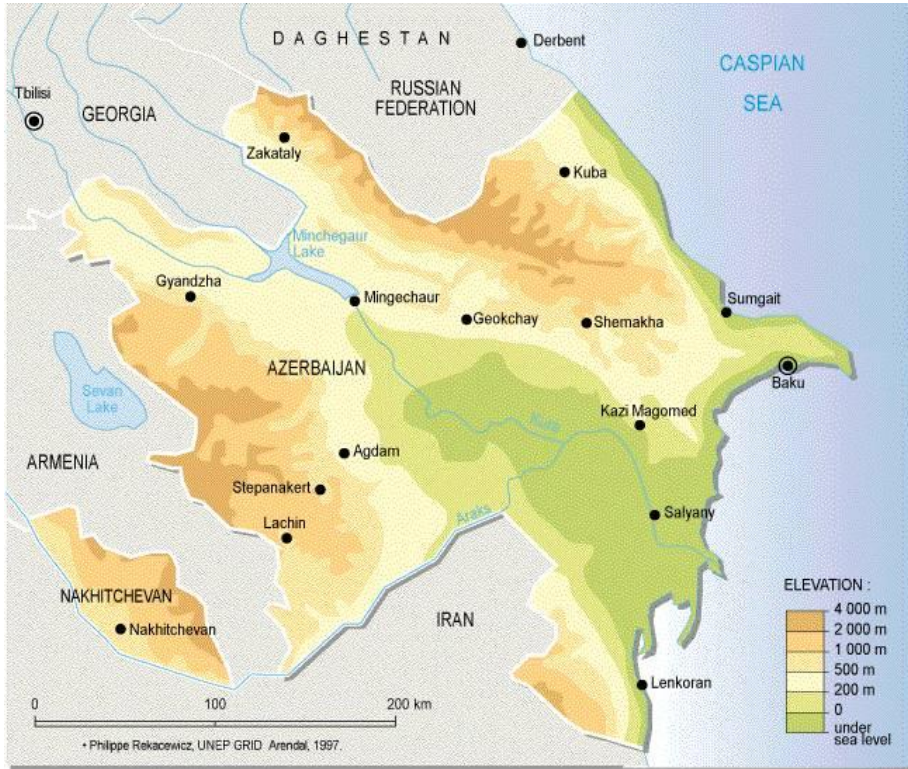 DAGHESTAN
Derbent
CASPIAN
SEA
RUSSIAN
FEDERATION
Tbilisi
GEORGIA
Zakataly
Kuba
Minchegaur
Lake
Gyandzha
Mingechaur
Geokchay
Shemakha
Sumgait
AZERBAIJAN
Baku
Sevan
Lake
Kazi Magomed
Kura
ARMENIA
Agdam
Stepanakert
Araks
Salyany
Lachin
NAKHITCHEVAN
Nakhitchevan
IRAN
Lenkoran
ELEVATION :
4 000 m
2 000 m
1 000 m
500 m
200 m
0
under
sea level
0 100 200 km
• Philippe Rekacewicz, UNEP GRID Arendal, 1997.